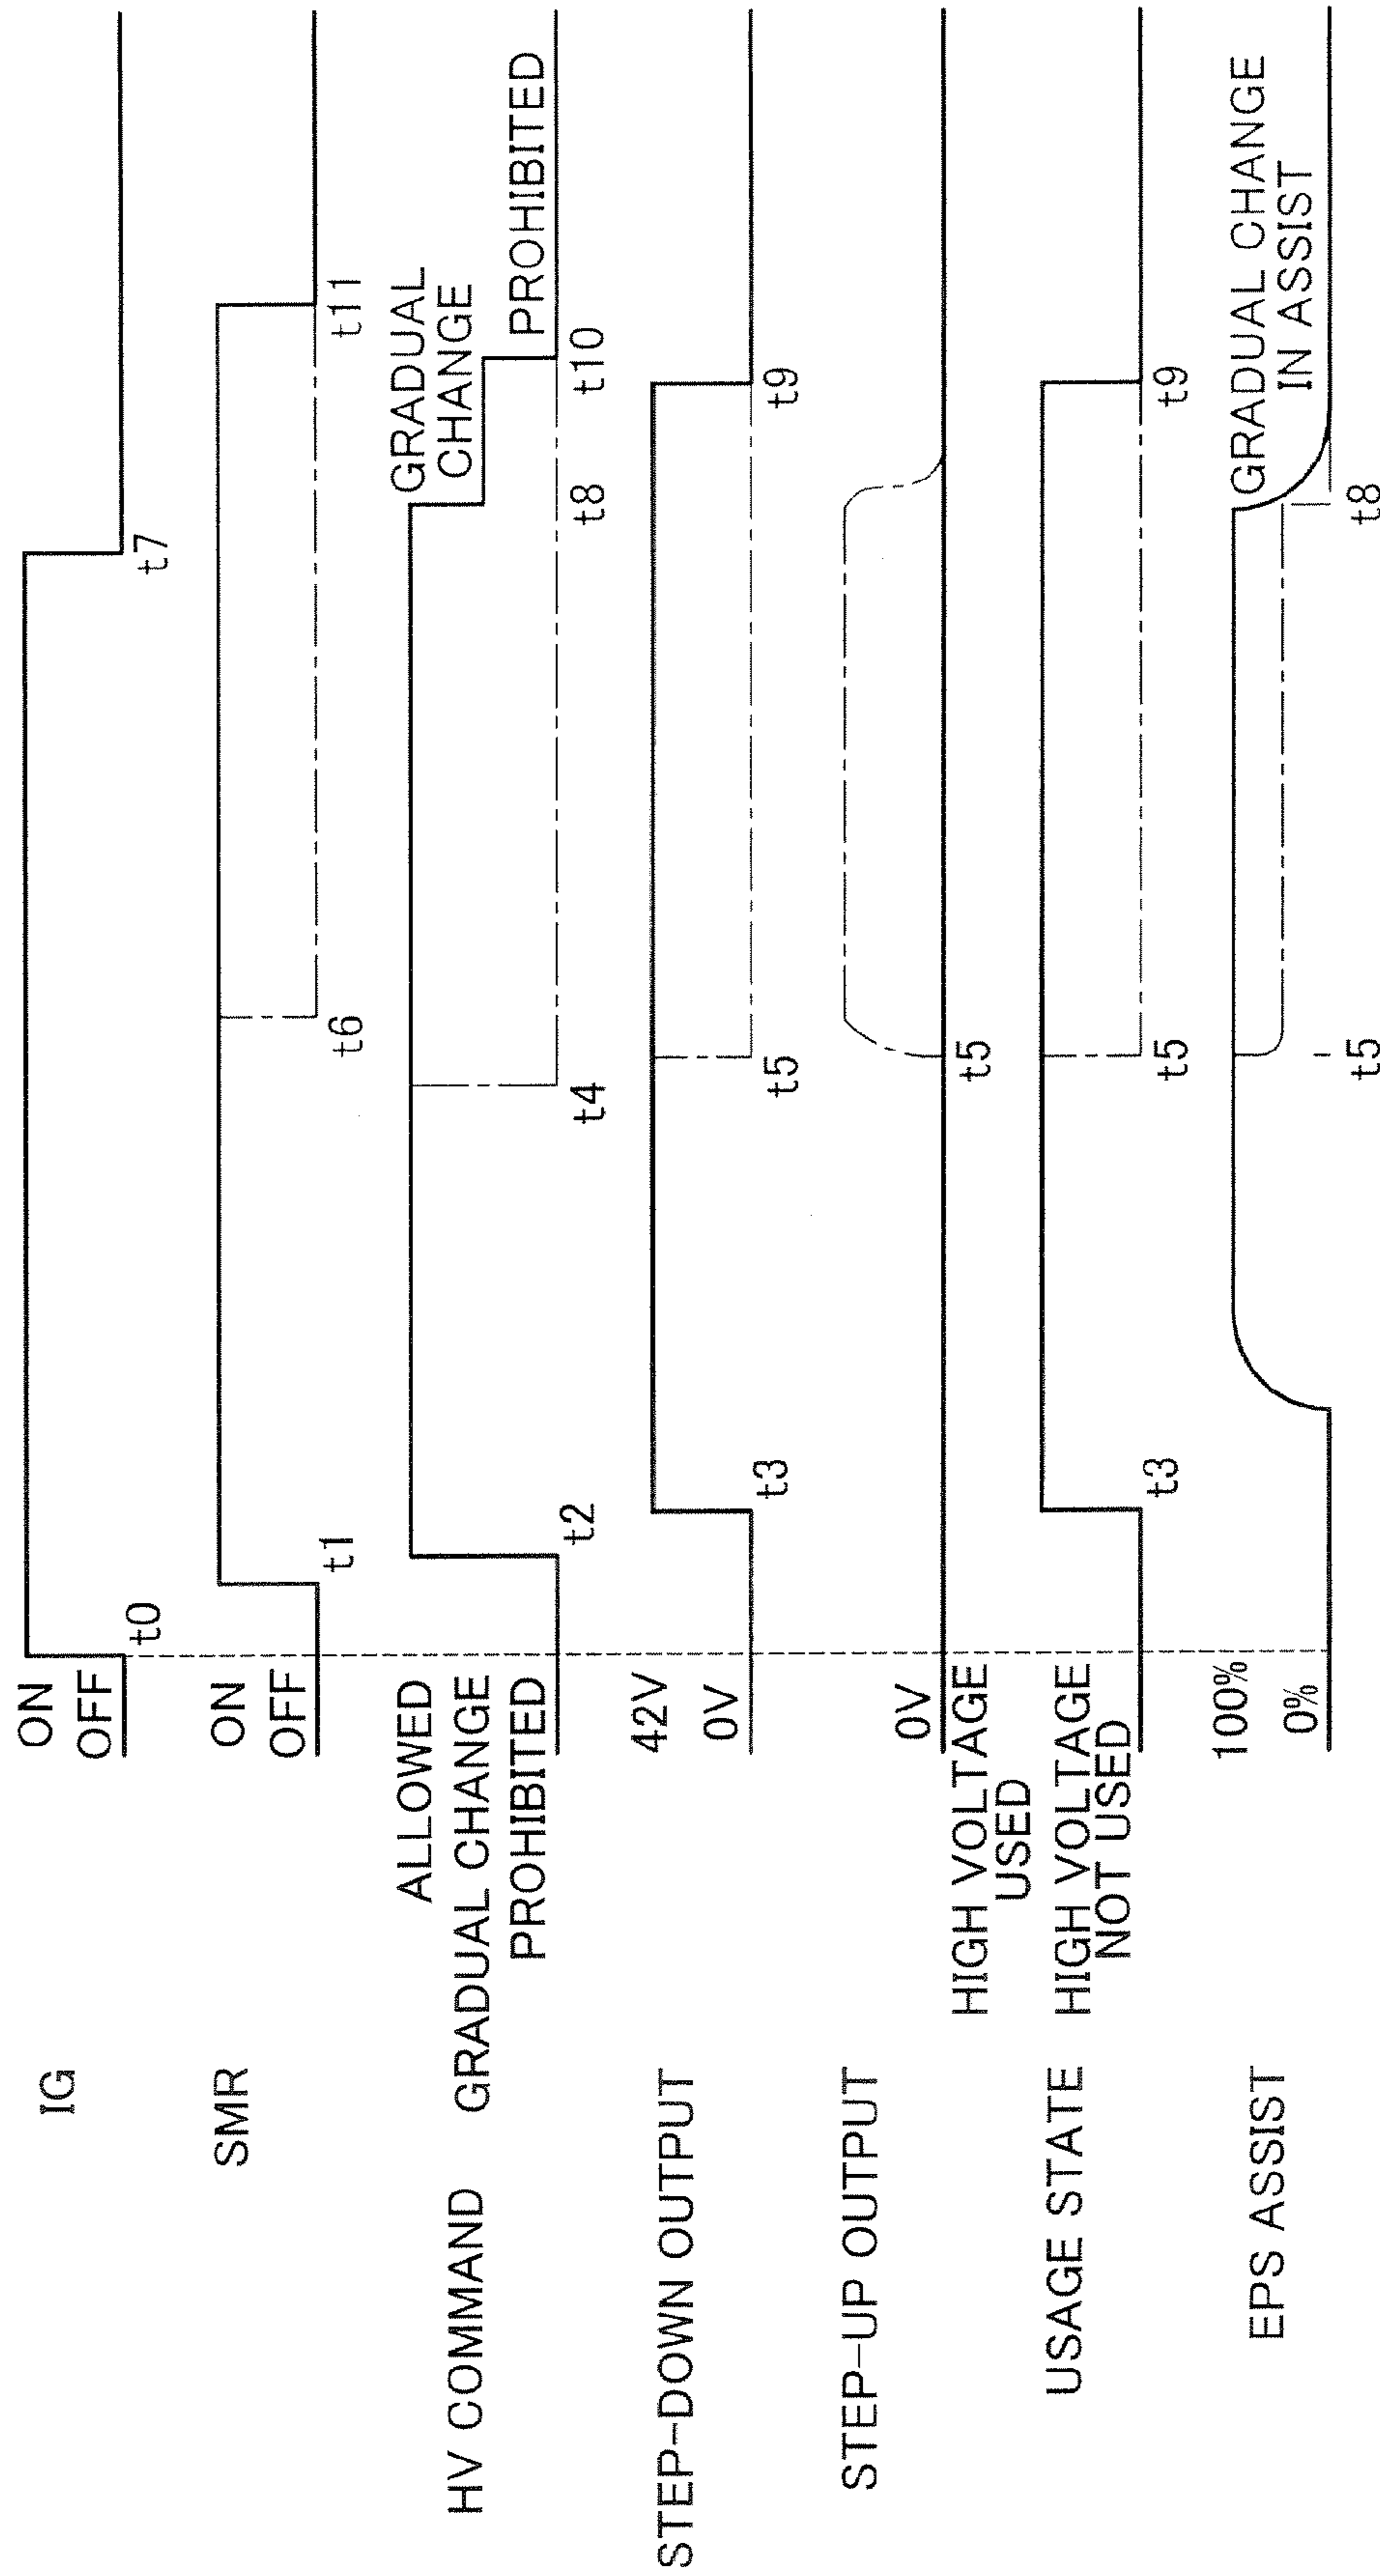 IG
ON
OFF
t0
t7
SMR
ON
OFF
t1
t6
t11
HV COMMAND
ALLOWED
GRADUAL CHANGE
PROHIBITED
t2
t4
t8
GRADUAL
CHANGE
t10
PROHIBITED
STEP-DOWN OUTPUT
42V
0V
t3
t5
t9
STEP-UP OUTPUT
0V
t5
USAGE STATE
HIGH VOLTAGE
USED
HIGH VOLTAGE
NOT USED
t3
t5
t9
EPS ASSIST
100%
0%
t5
t8
GRADUAL CHANGE
IN ASSIST